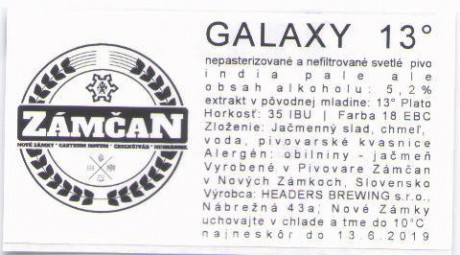 GALAXY 13°
nepasterizované a nefiltrované svetlé pivo
india pale ale
obsah alkoholu: 5,2%
extrakt v pôvodnej mladine: 13° Plato
Horkosť: 35 IBU | Farba 18 EBC
Zloženie: Jačmenný slad, chmeľ,
voda, pivovarské kvasnice
Alergén: obilniny - jačmeň
Vyrobené v Pivovare Zámčan
v Nových Zámkoch, Slovensko
Výrobca: HEADERS BREWING s.r.o.,
Nábrežná 43a, Nové Zámky
uchovajte v chlade a tme do 10°C
najneskôr do 13.6.2019
ZÁMČAN
NOVÉ ZÁMKY